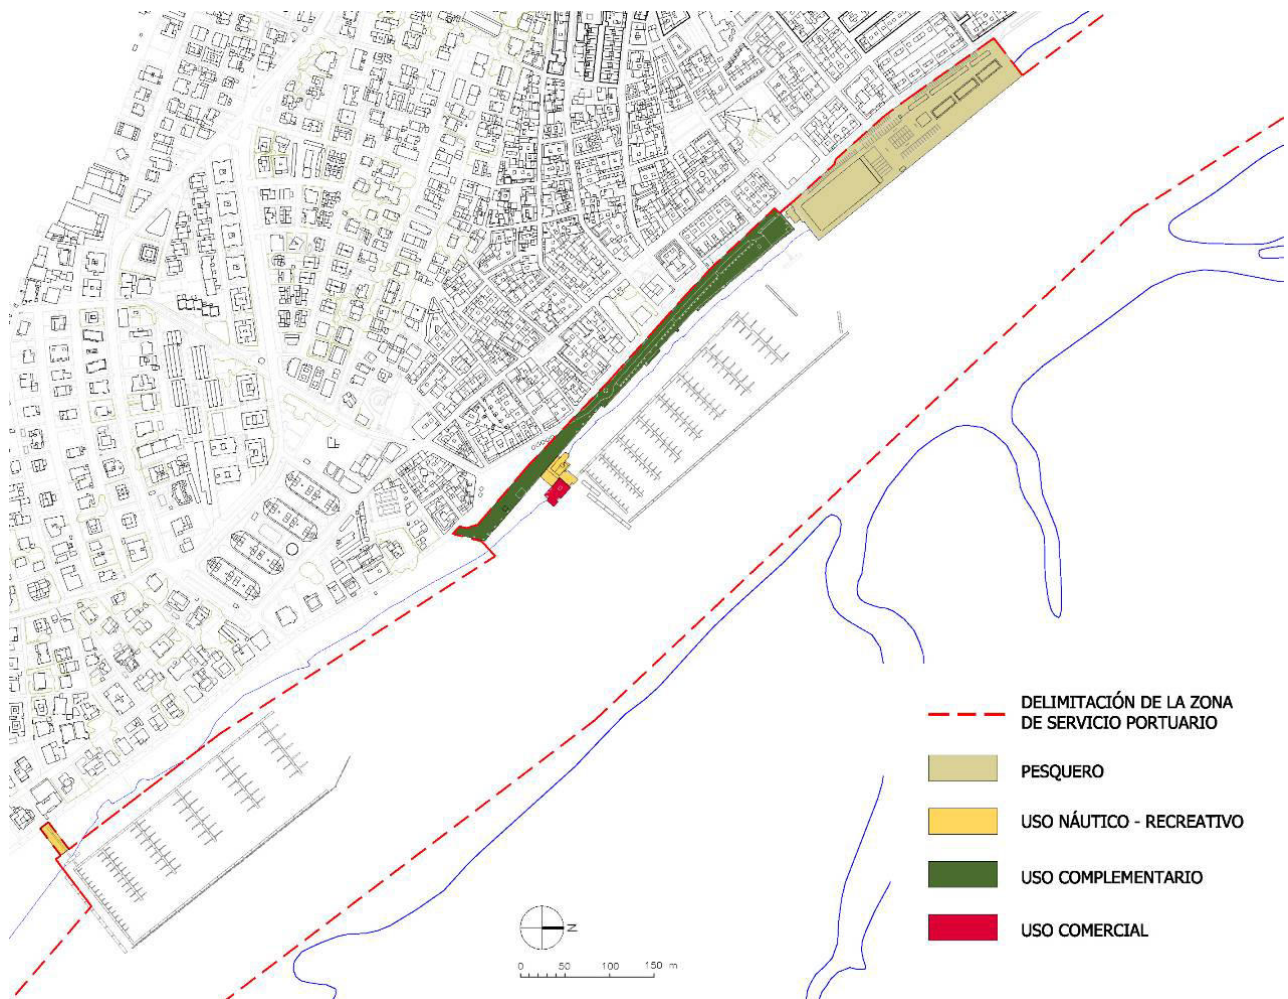 DELIMITACIÓN DE LA ZONA
DE SERVICIO PORTUARIO
PESQUERO
USO NÁUTICO - RECREATIVO
USO COMPLEMENTARIO
USO COMERCIAL
N
0 50 100 150 m